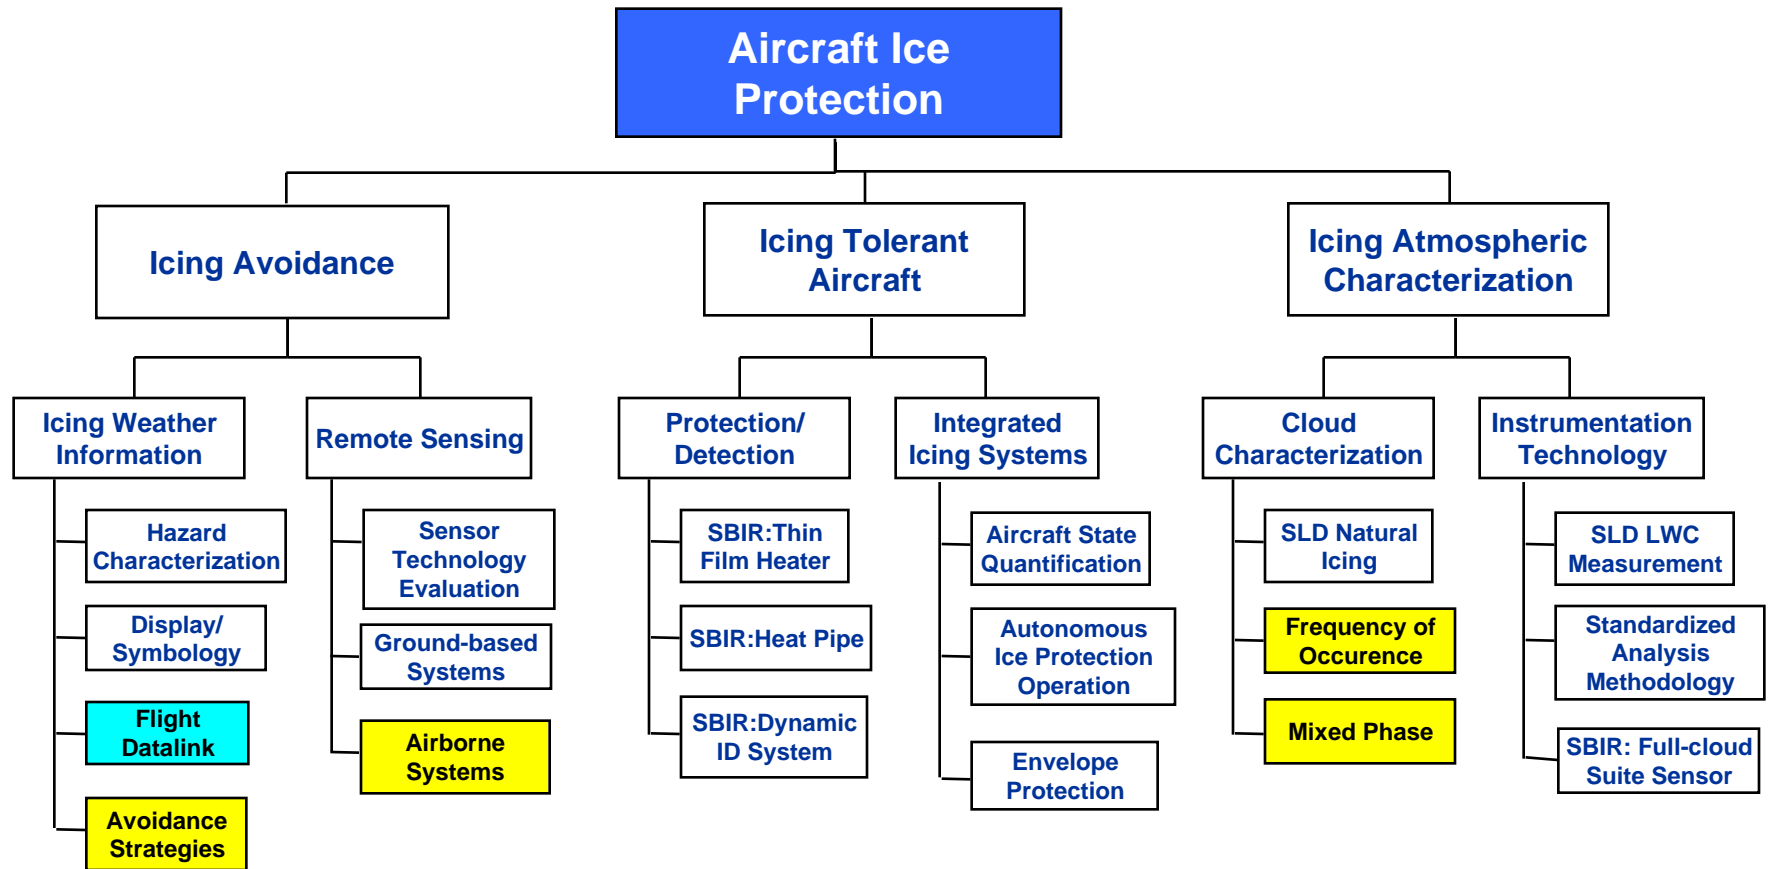 Aircraft Ice
Protection
Icing Avoidance
Icing Tolerant
Aircraft
Icing Atmospheric
Characterization
Icing Weather
Information
Remote Sensing
Protection/
Detection
Integrated
Icing Systems
Cloud
Characterization
Instrumentation
Technology
Hazard
Characterization
Display/
Symbology
Flight
Datalink
Avoidance
Strategies
Sensor
Technology
Evaluation
Ground-based
Systems
Airborne
Systems
SBIR:Thin
Film Heater
SBIR:Heat Pipe
SBIR:Dynamic
ID System
Aircraft State
Quantification
Autonomous
Ice Protection
Operation
Envelope
Protection
SLD Natural
Icing
Frequency of
Occurence
Mixed Phase
SLD LWC
Measurement
Standardized
Analysis
Methodology
SBIR: Full-cloud
Suite Sensor